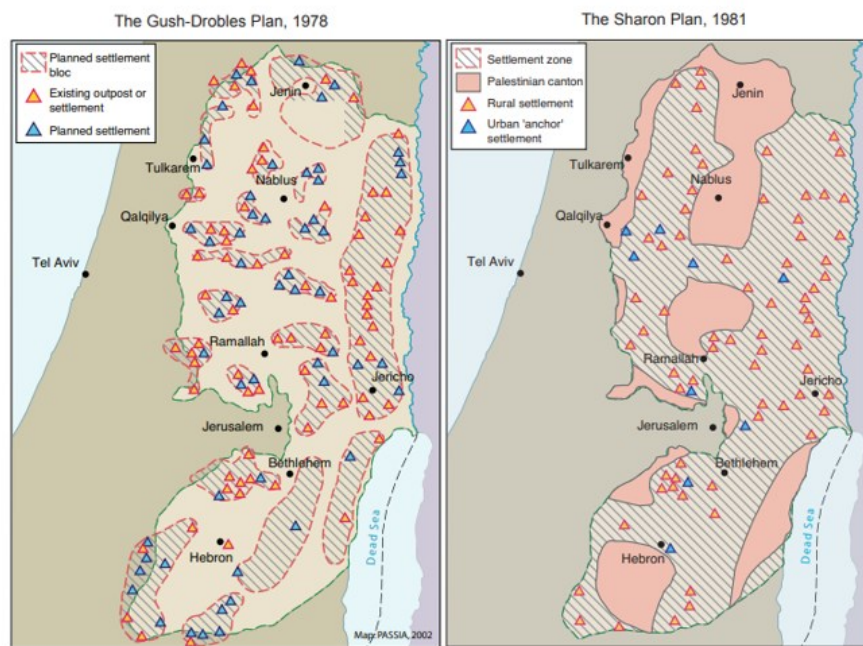 The Gush-Drobles Plan, 1978
Planned settlement
bloc
Existing outpost or
settlement
Planned settlement
Jenin
Tulkarem
Nablus
Qalqilya
Tel Aviv
Ramallah
Jericho
Jerusalem
Bethlehem
Hebron
Dead Sea
Map: PASSIA, 2002
The Sharon Plan, 1981
Settlement zone
Palestinian canton
Rural settlement
Urban 'anchor'
settlement
Jenin
Tulkarem
Nablus
Qalqilya
Tel Aviv
Ramallah
Jericho
Jerusalem
Bethlehem
Hebron
Dead Sea